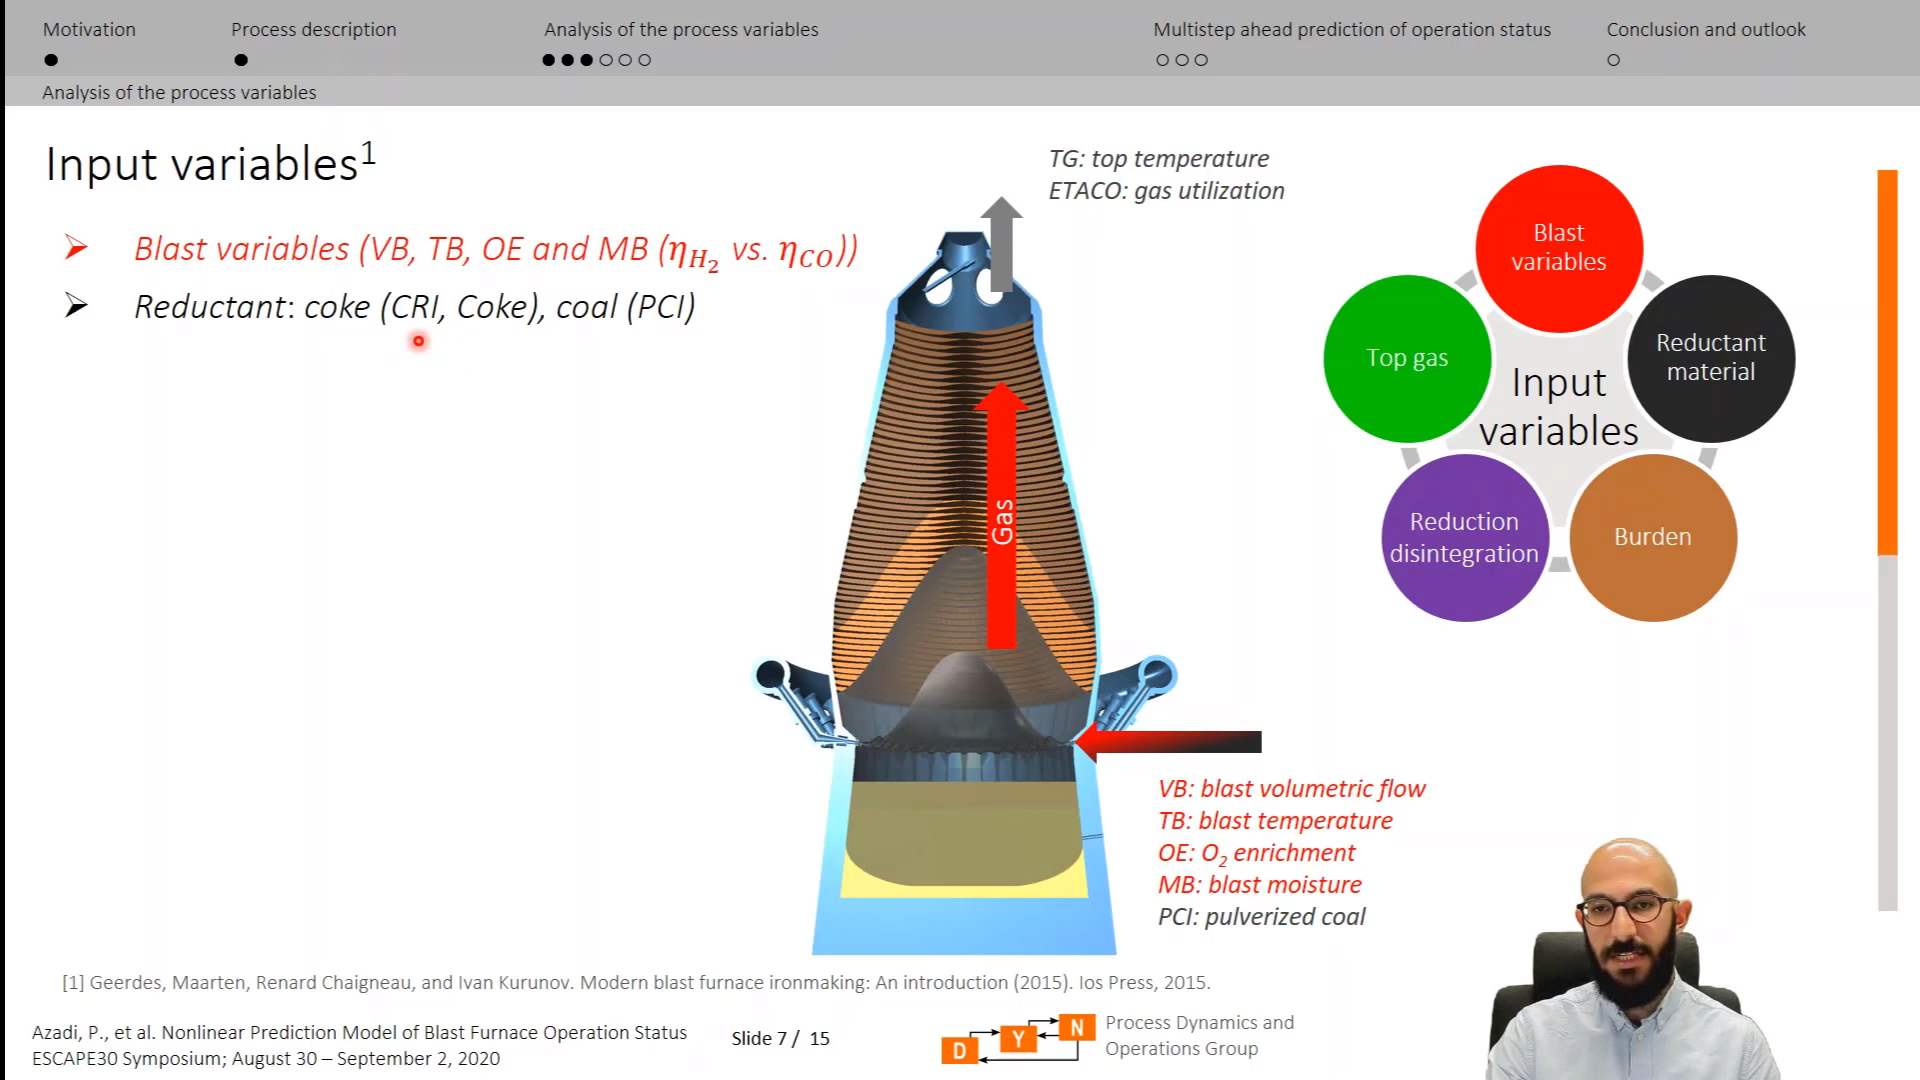 Motivation
Process description
Analysis of the process variables
Multistep ahead prediction of operation status
Conclusion and outlook
Analysis of the process variables
Input variables¹
Blast variables (VB, TB, OE and MB (η_{H₂} vs. η_{CO}))
Reductant: coke (CRI, Coke), coal (PCI)
TG: top temperature
ETACO: gas utilization
Gas
VB: blast volumetric flow
TB: blast temperature
OE: O₂ enrichment
MB: blast moisture
PCI: pulverized coal
Blast
variables
Reductant
material
Burden
Reduction
disintegration
Top gas
Input
variables
[1] Geerdes, Maarten, Renard Chaigneau, and Ivan Kurunov. Modern blast furnace ironmaking: An introduction (2015). Ios Press, 2015.
Azadi, P., et al. Nonlinear Prediction Model of Blast Furnace Operation Status
ESCAPE30 Symposium; August 30 – September 2, 2020
Slide 7 / 15
D Y N
Process Dynamics and
Operations Group